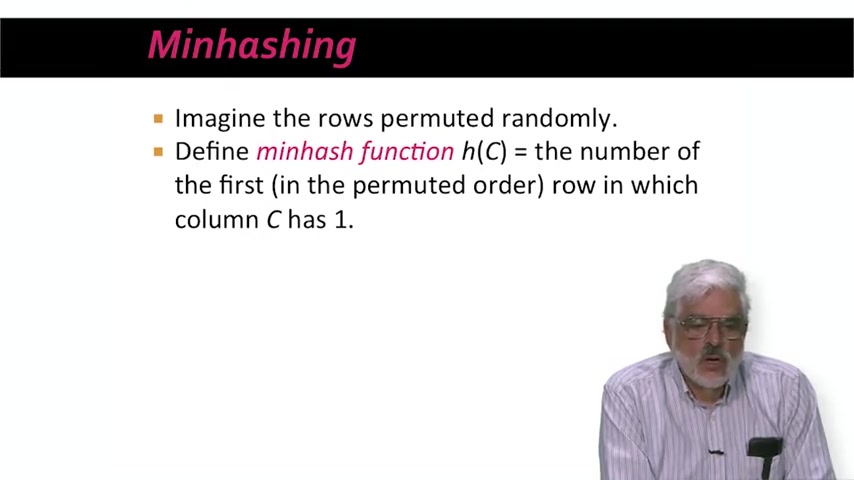 Minhashing
Imagine the rows permuted randomly.
Define minhash function h(C) = the number of
the first (in the permuted order) row in which
column C has 1.